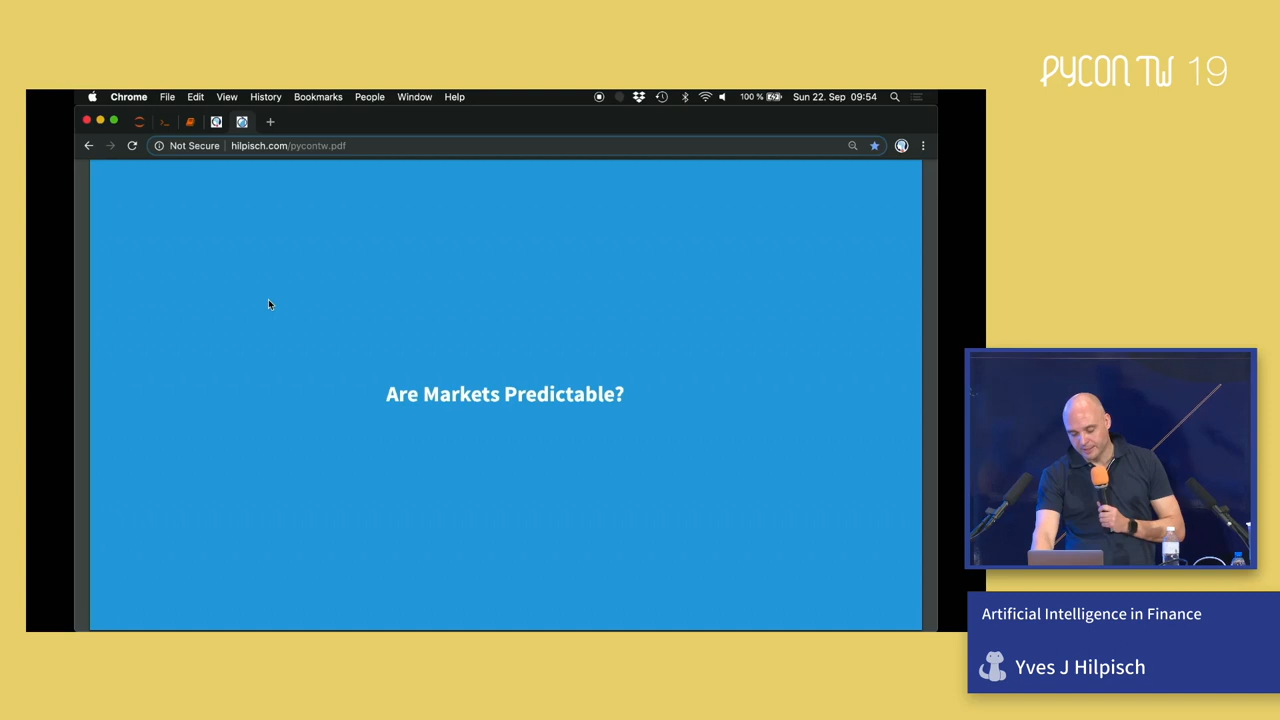 PYCON TW 19
Chrome File Edit View History Bookmarks People Window Help 100 % Sun 22. Sep 09:54
Not Secure hilpisch.com/pycontw.pdf
Are Markets Predictable?
Artificial Intelligence in Finance
Yves J Hilpisch